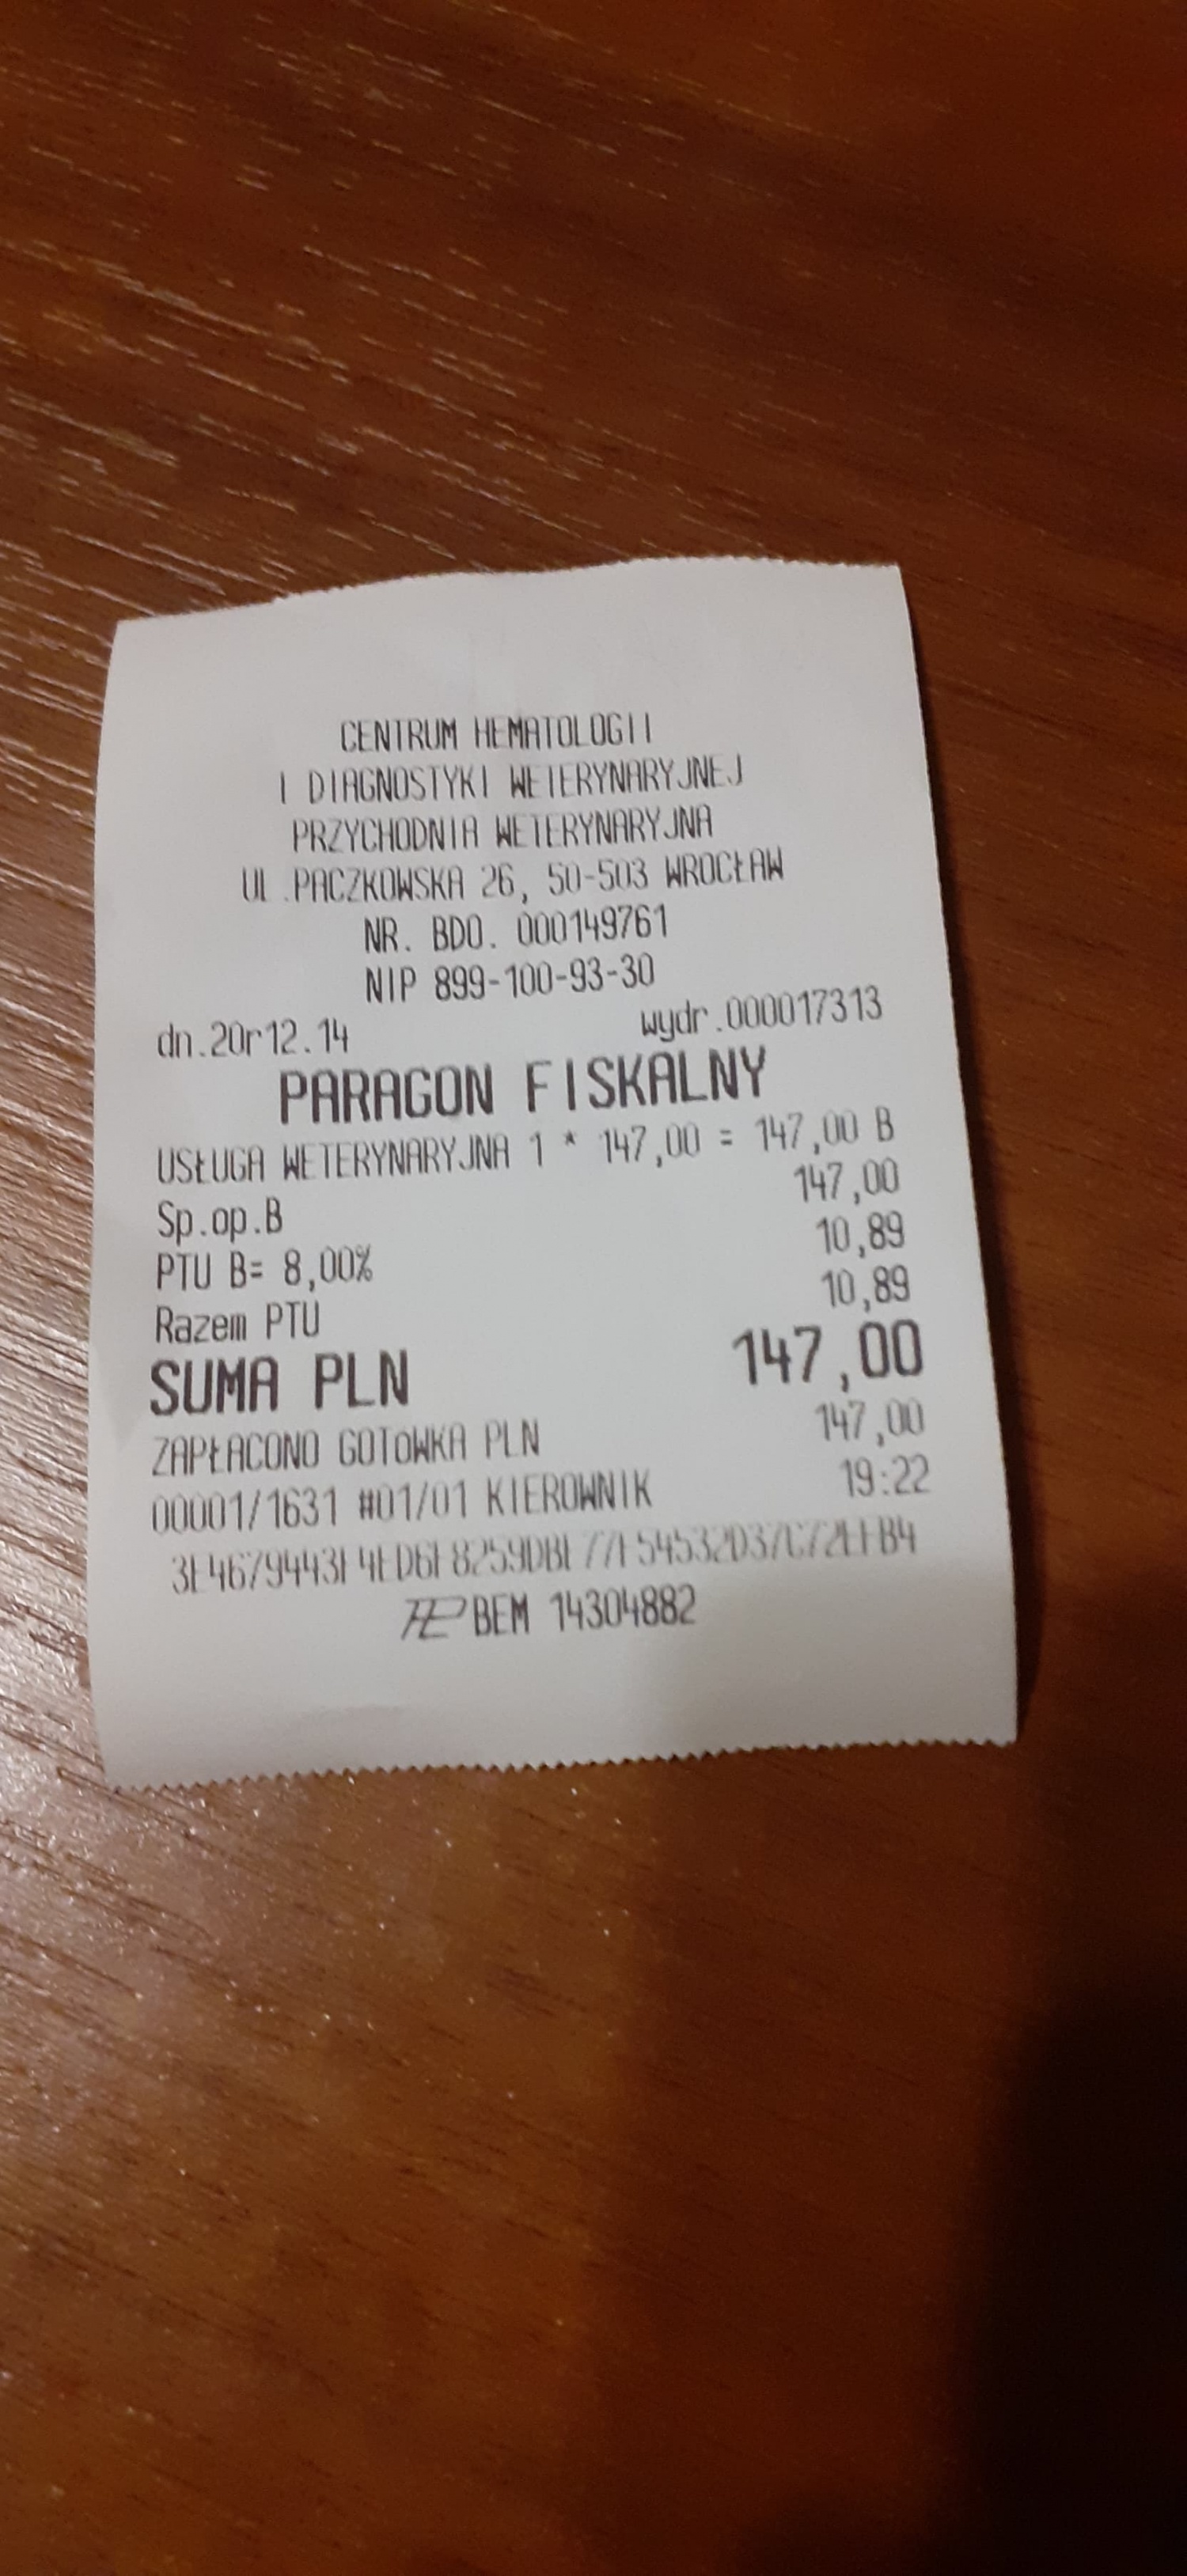 CENTRUM HEMATOLOGII
I DIAGNOSTYKI WETERYNARYJNEJ
PRZYCHODNIA WETERYNARYJNA
UL.PACZKOWSKA 26, 50-503 WROCŁAW
NR. BDO. 000149761
NIP 899-100-93-30
dn.20r12.14 wydr.000017313
PARAGON FISKALNY
USŁUGA WETERYNARYJNA 1 * 147,00 = 147,00 B
Sp.op.B 147,00
PTU B= 8,00% 10,89
Razem PTU 10,89
SUMA PLN 147,00
ZAPŁACONO GOTóWKA PLN 147,00
00001/1631 #01/01 KIEROWNIK 19:22
BEM 14304882